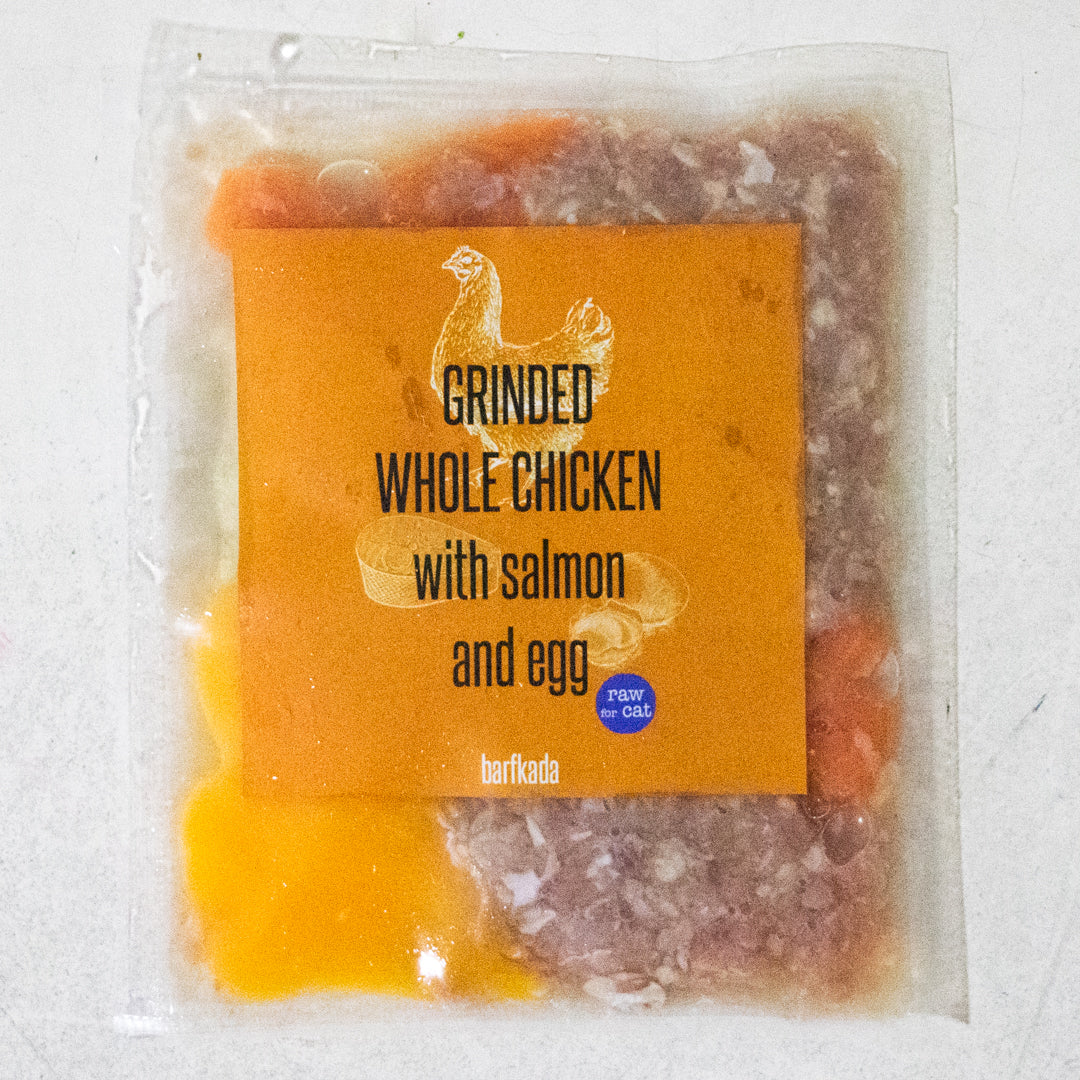 GRINDED
WHOLE CHICKEN
with salmon
and egg
raw
for cat
barfkada